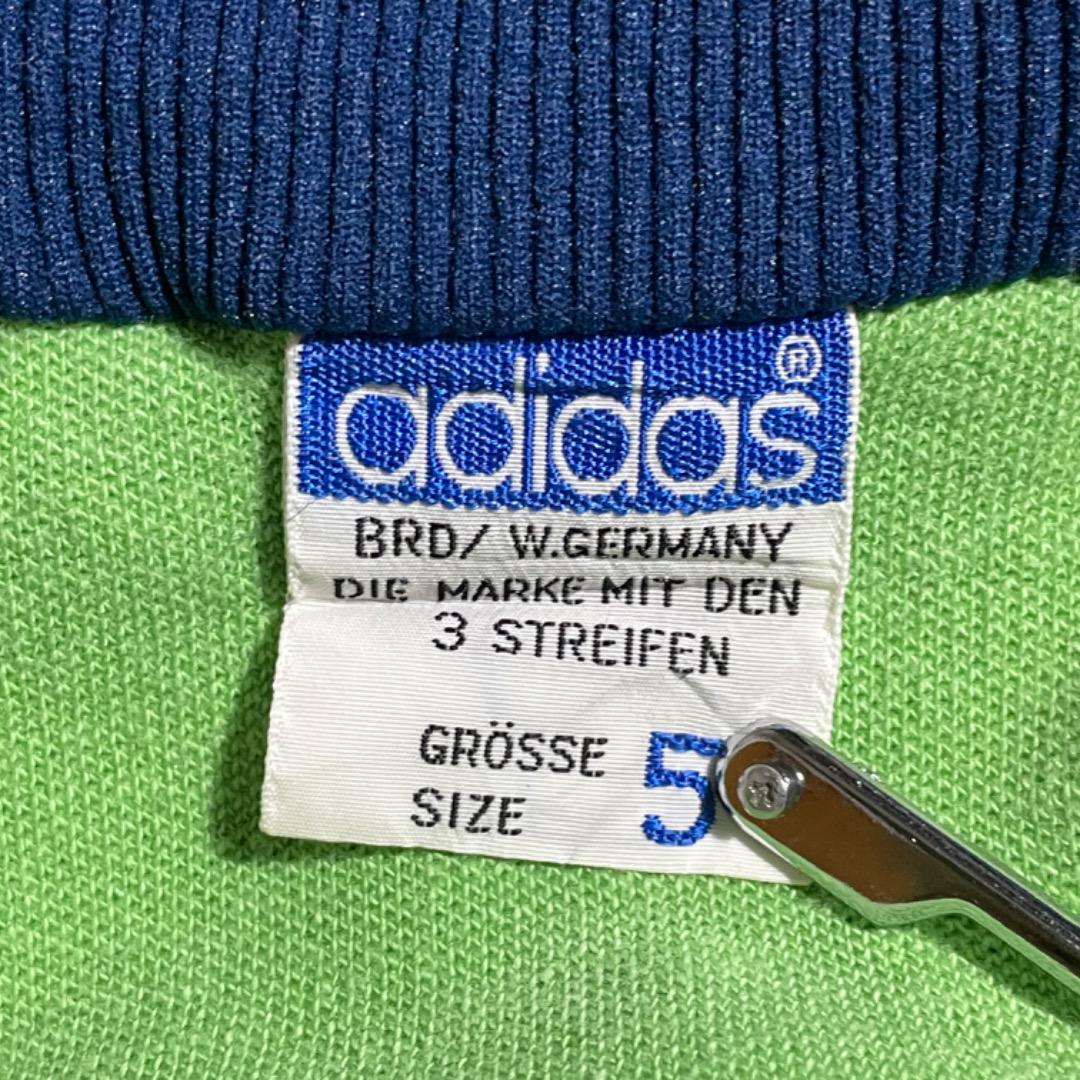 adidas®
BRD/ W.GERMANY
DIE MARKE MIT DEN
3 STREIFEN
GRÖSSE 5
SIZE